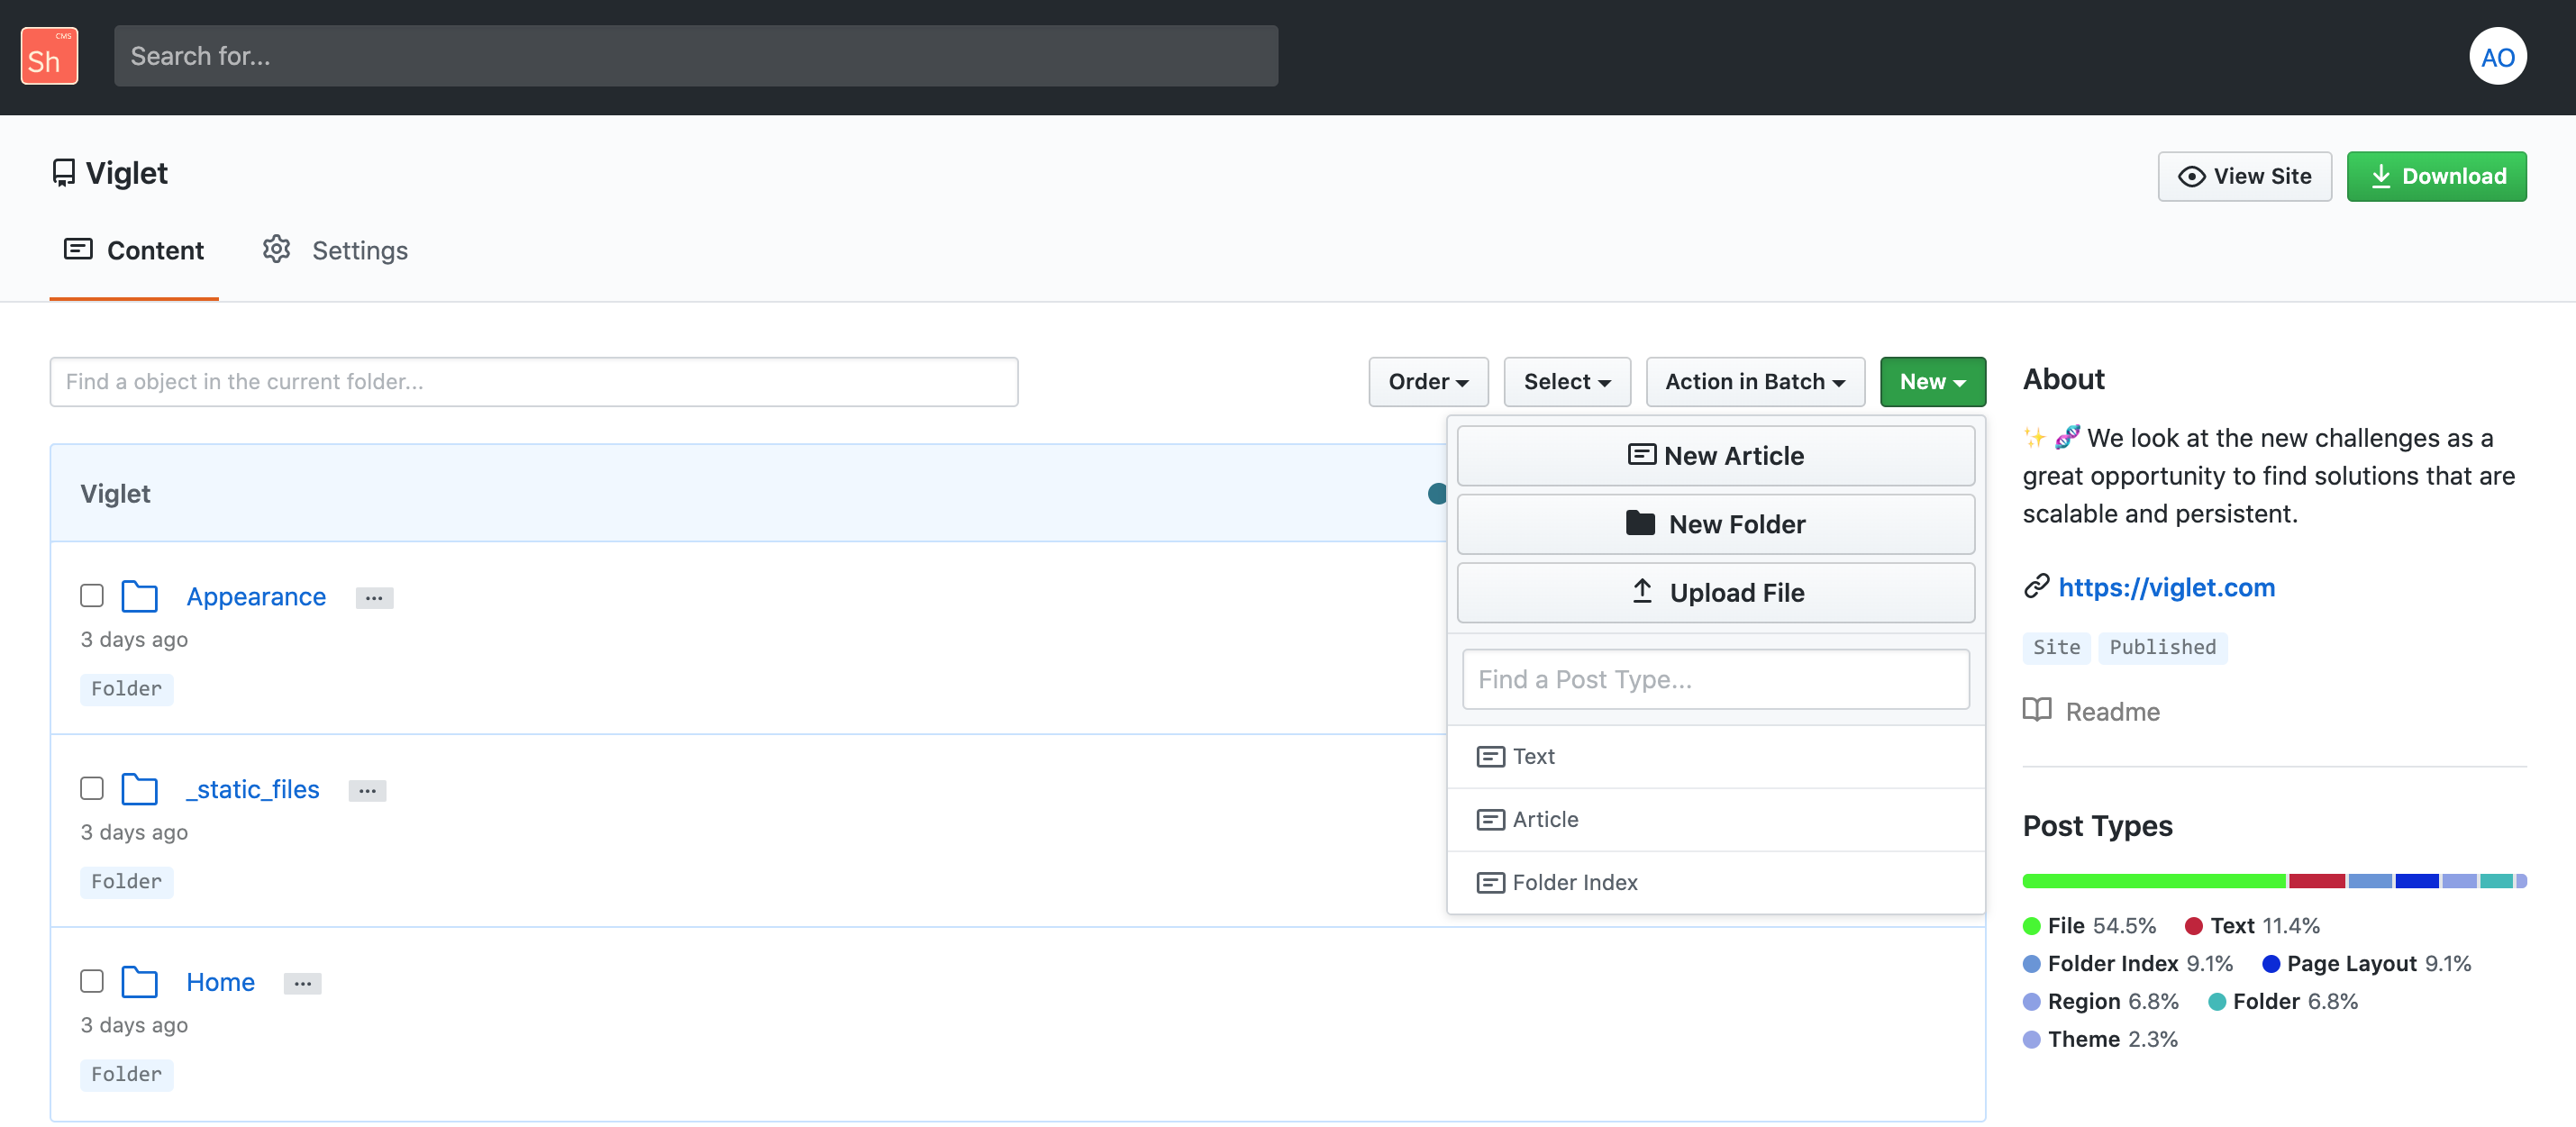 CMS
Sh
Search for...
AO
Viglet
View Site
Download
Content
Settings
Find a object in the current folder...
Order
Select
Action in Batch
New
Viglet
New Article
New Folder
Upload File
Find a Post Type...
Text
Article
Folder Index
Appearance ...
3 days ago
Folder
_static_files ...
3 days ago
Folder
Home ...
3 days ago
Folder
About
✨ 🧬 We look at the new challenges as a
great opportunity to find solutions that are
scalable and persistent.
https://viglet.com
Site Published
Readme
Post Types
File 54.5% Text 11.4%
Folder Index 9.1% Page Layout 9.1%
Region 6.8% Folder 6.8%
Theme 2.3%